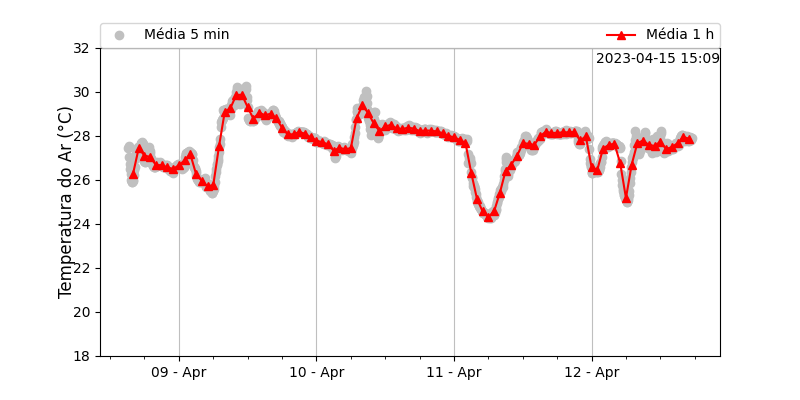 Média 5 min
Média 1 h
2023-04-15 15:09
Temperatura do Ar (°C)
32
30
28
26
24
22
20
18
09 - Apr
10 - Apr
11 - Apr
12 - Apr